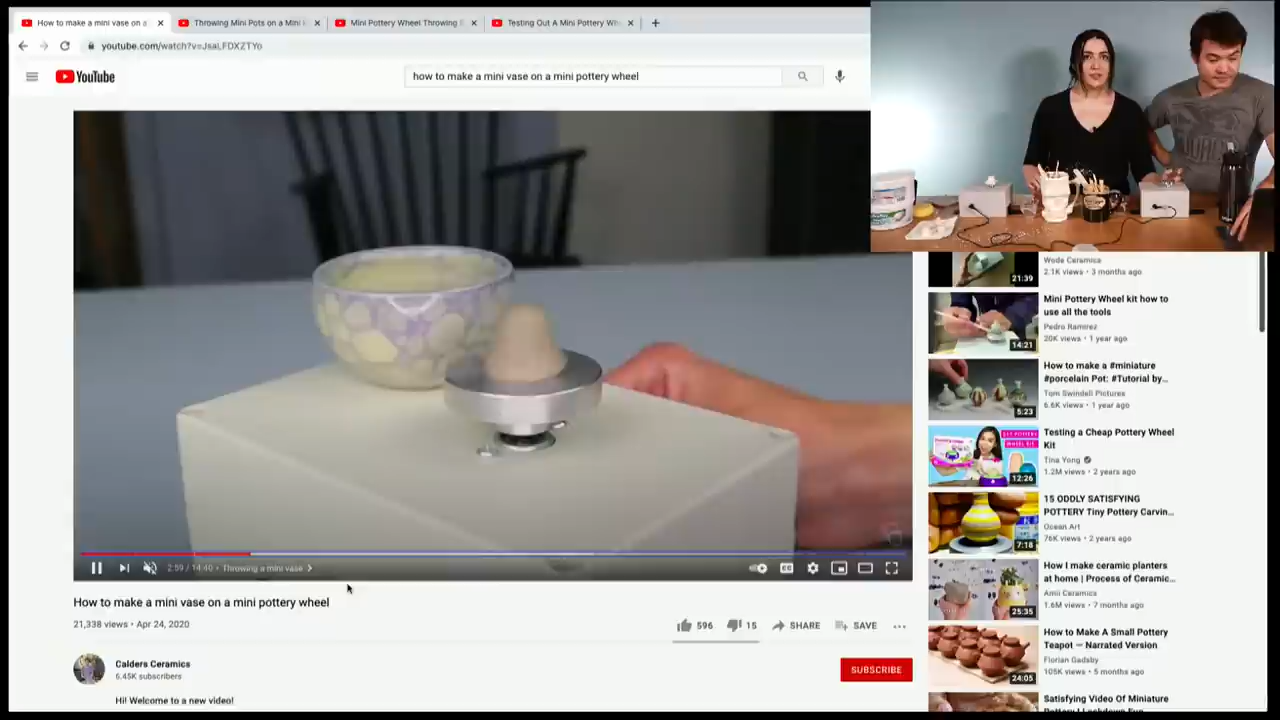 How to make a mini vase on a
Throwing Mini Pots on a Mini
Mini Pottery Wheel Throwing
Testing Out A Mini Pottery Wh
youtube.com/watch?v=JsaLFDXZTYo
YouTube
how to make a mini vase on a mini pottery wheel
2:59 / 14:40 • Throwing a mini vase
How to make a mini vase on a mini pottery wheel
21,338 views • Apr 24, 2020
596
15
SHARE
SAVE
Calders Ceramics
6.45K subscribers
SUBSCRIBE
Hi! Welcome to a new video!
21:39
Wode Ceramics
2.1K views • 3 months ago
14:21
Mini Pottery Wheel kit how to
use all the tools
Pedro Ramirez
20K views • 1 year ago
5:23
How to make a #miniature
#porcelain Pot: #Tutorial by...
Tom Swindell Pictures
6.6K views • 1 year ago
12:26
Testing a Cheap Pottery Wheel
Kit
Tina Yong
1.2M views • 2 years ago
7:18
15 ODDLY SATISFYING
POTTERY Tiny Pottery Carvin...
Ocean Art
76K views • 2 years ago
25:35
How I make ceramic planters
at home | Process of Ceramic...
Amii Ceramics
1.6M views • 7 months ago
24:05
How to Make A Small Pottery
Teapot — Narrated Version
Florian Gadsby
105K views • 5 months ago
Satisfying Video Of Miniature